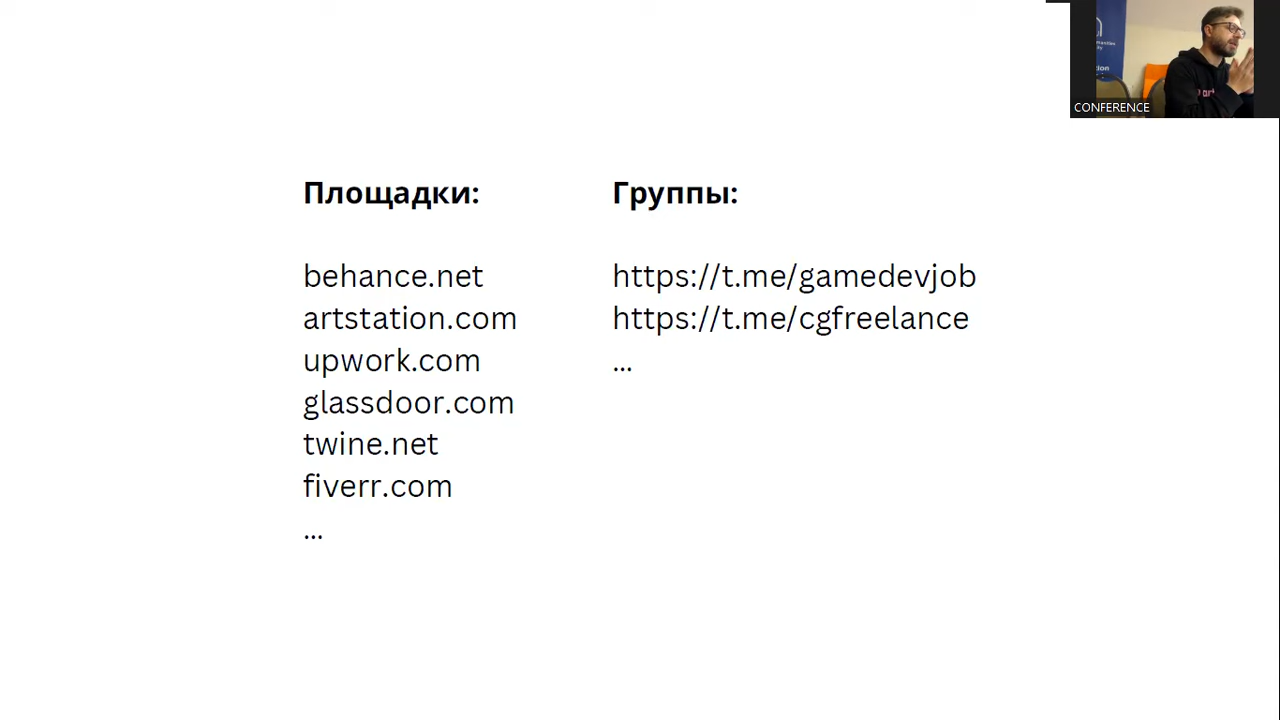 Площадки:
behance.net
artstation.com
upwork.com
glassdoor.com
twine.net
fiverr.com
...
Группы:
https://t.me/gamedevjob
https://t.me/cgfreelance
...
CONFERENCE